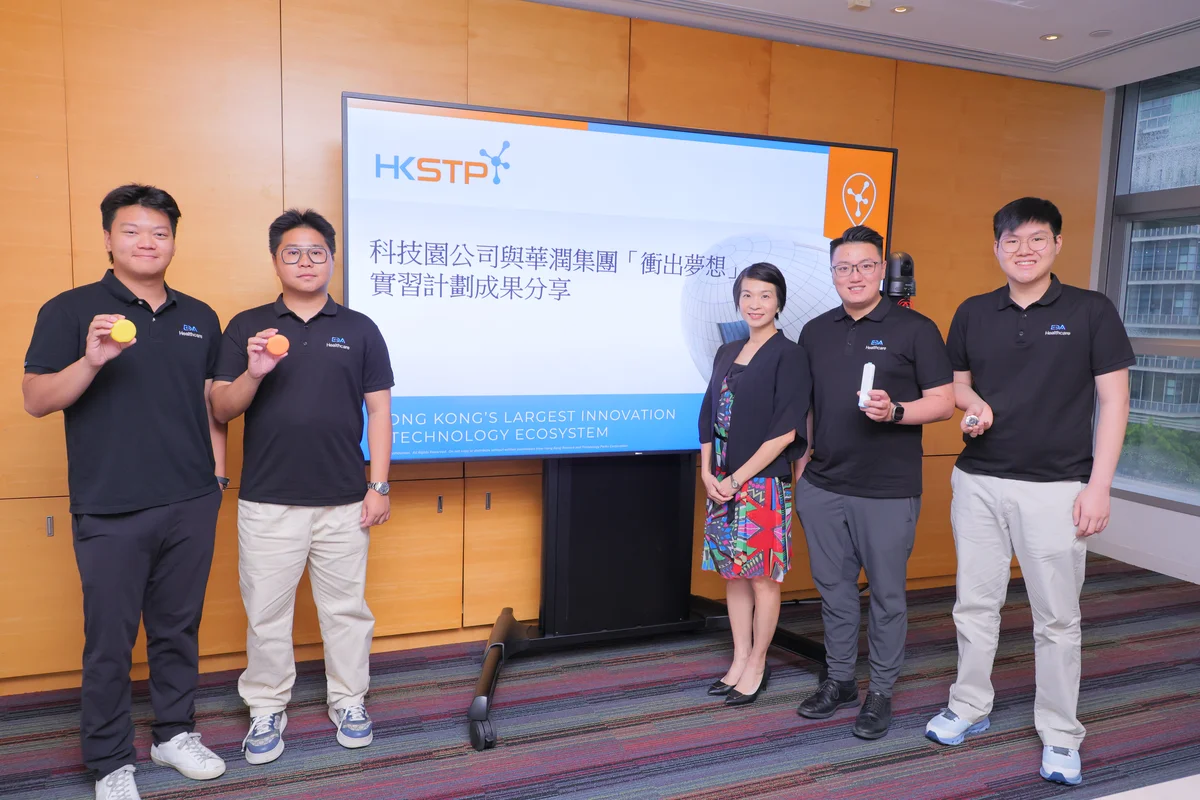 HKSTP
科技園公司與華潤集團「衝出夢想」
實習計劃成果分享
ONG KONG'S LARGEST INNOVATION
TECHNOLOGY ECOSYSTEM
Healthcare
Healthcare
Healthcare
Healthcare